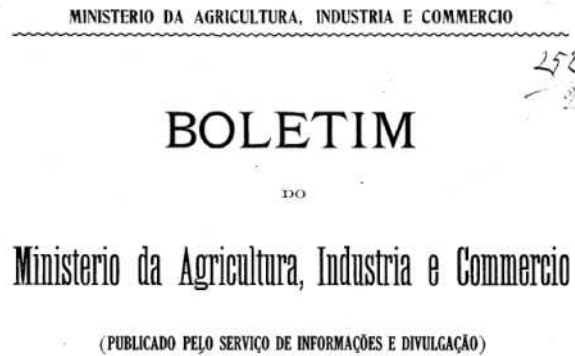 MINISTERIO DA AGRICULTURA, INDUSTRIA E COMMERCIO
BOLETIM
DO
Ministerio da Agricultura, Industria e Commercio
(PUBLICADO PELO SERVIÇO DE INFORMAÇÕES E DIVULGAÇÃO)